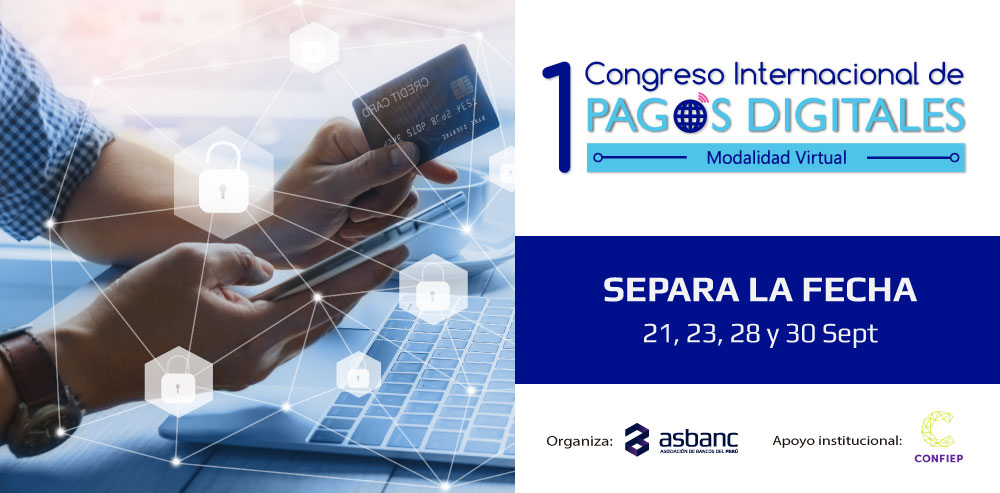 CREDIT CARD
1
Congreso Internacional de
PAGOS DIGITALES
Modalidad Virtual
SEPARA LA FECHA
21, 23, 28 y 30 Sept
Organiza:
asbanc
ASOCIACIÓN DE BANCOS DEL PERÚ
Apoyo institucional:
CONFIEP